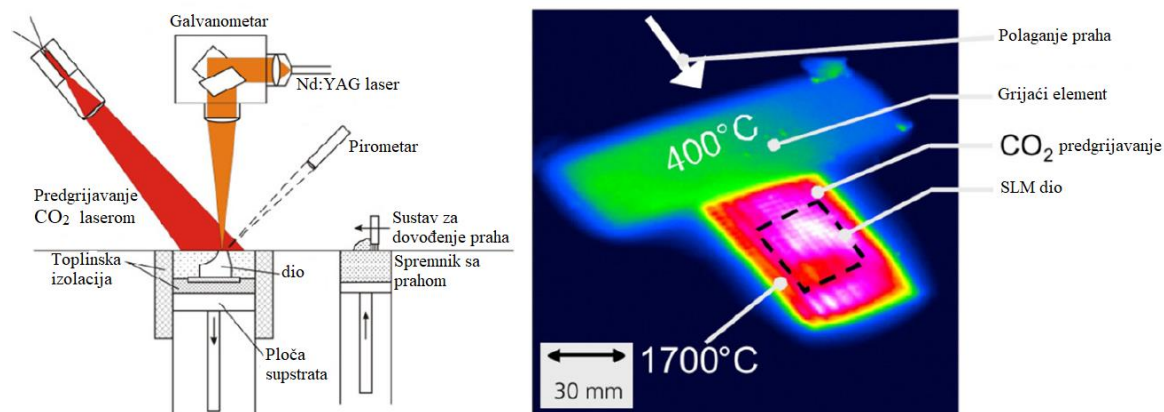 Galvanometar
Nd:YAG laser
Pirometar
Predgrijavanje
CO2 laserom
Sustav za
dovođenje praha
Toplinska
izolacija
dio
Spremnik sa
prahom
Ploča
supstrata
Polaganje praha
Grijaći element
400°C
CO2 predgrijavanje
SLM dio
1700°C
30 mm